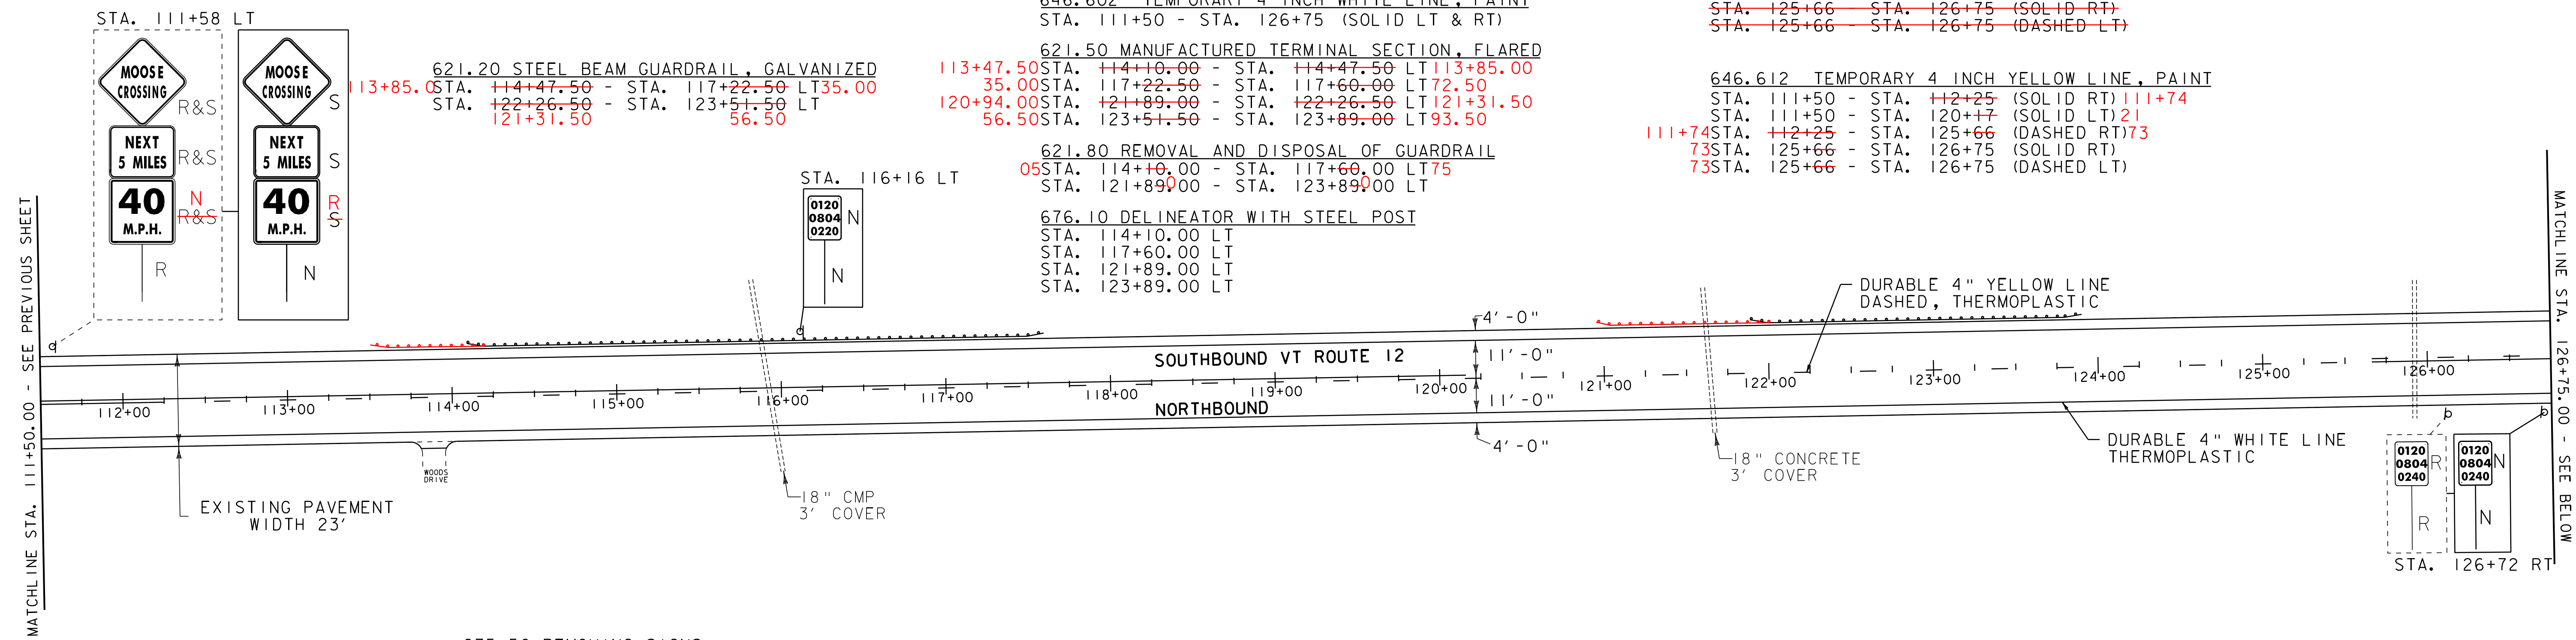 STA. 111+58 LT
MOOSE
CROSSING
R&S
NEXT
5 MILES
R&S
40
M.P.H.
N
R&S
R
MOOSE
CROSSING
S
NEXT
5 MILES
S
40
M.P.H.
R
S
N
621.20 STEEL BEAM GUARDRAIL, GALVANIZED
113+85.0 STA. 114+47.50 - STA. 117+22.50 LT 35.00
STA. 122+26.50 - STA. 123+51.50 LT
121+31.50 56.50
646.602 TEMPORARY 4 INCH WHITE LINE, PAINT
STA. 111+50 - STA. 126+75 (SOLID LT & RT)
621.50 MANUFACTURED TERMINAL SECTION, FLARED
113+47.50 STA. 114+10.00 - STA. 114+47.50 LT 113+85.00
35.00 STA. 117+22.50 - STA. 117+60.00 LT 72.50
120+94.00 STA. 121+89.00 - STA. 122+26.50 LT 121+31.50
56.50 STA. 123+51.50 - STA. 123+89.00 LT 93.50
621.80 REMOVAL AND DISPOSAL OF GUARDRAIL
05 STA. 114+10.00 - STA. 117+60.00 LT 75
STA. 121+89.00 - STA. 123+89.00 LT
0 0
676.10 DELINEATOR WITH STEEL POST
STA. 114+10.00 LT
STA. 117+60.00 LT
STA. 121+89.00 LT
STA. 123+89.00 LT
STA. 125+66 - STA. 126+75 (SOLID RT)
STA. 125+66 - STA. 126+75 (DASHED LT)
646.612 TEMPORARY 4 INCH YELLOW LINE, PAINT
STA. 111+50 - STA. 112+25 (SOLID RT) 111+74
STA. 111+50 - STA. 120+17 (SOLID LT) 21
111+74 STA. 112+25 - STA. 125+66 (DASHED RT) 73
73 STA. 125+66 - STA. 126+75 (SOLID RT)
73 STA. 125+66 - STA. 126+75 (DASHED LT)
STA. 116+16 LT
0120
0804
0220
N
N
DURABLE 4" YELLOW LINE
DASHED, THERMOPLASTIC
MATCHLINE STA. 111+50.00 - SEE PREVIOUS SHEET
MATCHLINE STA. 126+75.00 - SEE BELOW
4'-0"
SOUTHBOUND VT ROUTE 12
11'-0"
112+00
113+00
114+00
115+00
116+00
117+00
118+00
119+00
120+00
121+00
122+00
123+00
124+00
125+00
126+00
NORTHBOUND
11'-0"
4'-0"
WOODS
DRIVE
EXISTING PAVEMENT
WIDTH 23'
18" CMP
3' COVER
18" CONCRETE
3' COVER
DURABLE 4" WHITE LINE
THERMOPLASTIC
0120
0804
0240
R
R
0120
0804
0240
N
N
STA. 126+72 RT